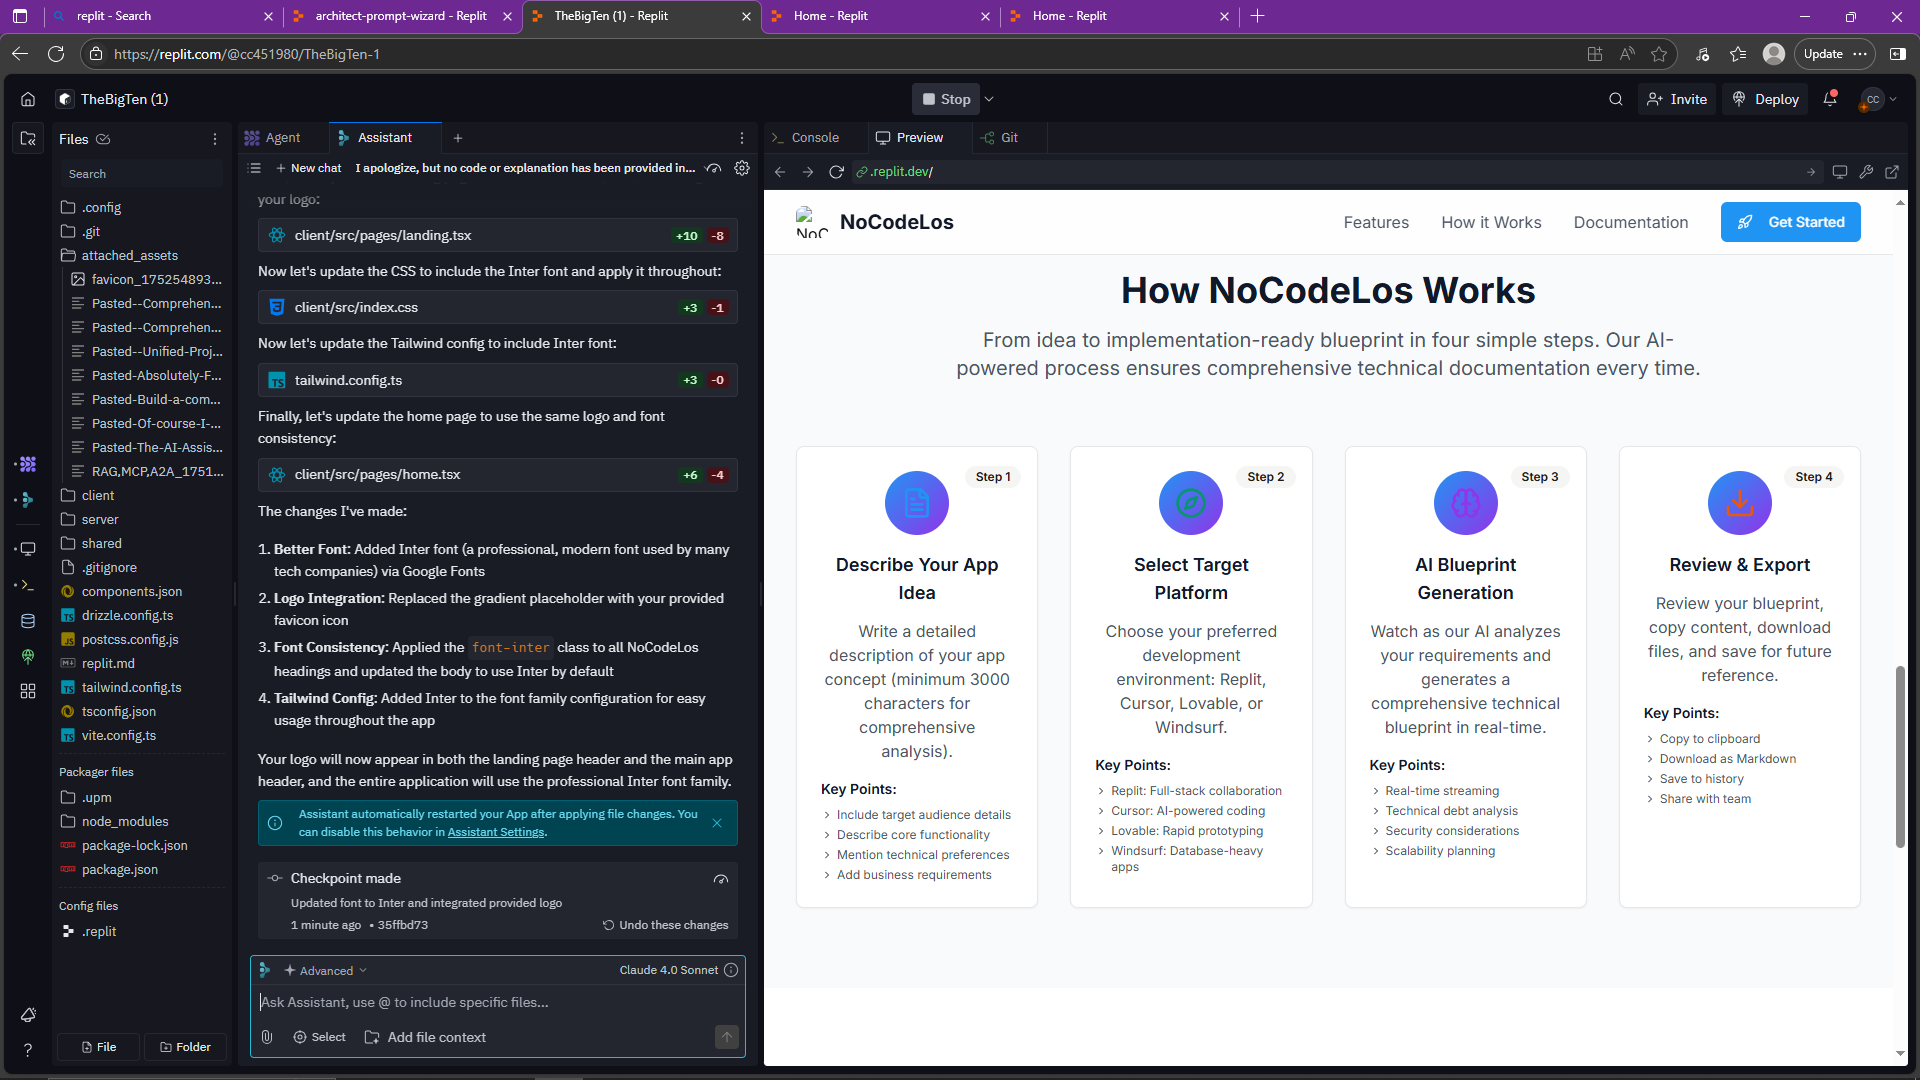 replit - Search
architect-prompt-wizard - Replit
TheBigTen (1) - Replit
Home - Replit
Home - Replit
https://replit.com/@cc451980/TheBigTen-1
Update
TheBigTen (1)
Stop
Invite
Deploy
CC
Files
Search
.config
.git
attached_assets
favicon_175254893...
Pasted--Comprehen...
Pasted--Comprehen...
Pasted--Unified-Proj...
Pasted-Absolutely-F...
Pasted-Build-a-com...
Pasted-Of-course-I-...
Pasted-The-AI-Assis...
RAG,MCP,A2A_1751...
client
server
shared
.gitignore
components.json
drizzle.config.ts
postcss.config.js
replit.md
tailwind.config.ts
tsconfig.json
vite.config.ts
Packager files
.upm
node_modules
package-lock.json
package.json
Config files
.replit
File
Folder
Agent
Assistant
New chat
I apologize, but no code or explanation has been provided in...
your logo:
client/src/pages/landing.tsx
+10 -8
Now let's update the CSS to include the Inter font and apply it throughout:
client/src/index.css
+3 -1
Now let's update the Tailwind config to include Inter font:
tailwind.config.ts
+3 -0
Finally, let's update the home page to use the same logo and font
consistency:
client/src/pages/home.tsx
+6 -4
The changes I've made:
1. Better Font: Added Inter font (a professional, modern font used by many
tech companies) via Google Fonts
2. Logo Integration: Replaced the gradient placeholder with your provided
favicon icon
3. Font Consistency: Applied the font-inter class to all NoCodeLos
headings and updated the body to use Inter by default
4. Tailwind Config: Added Inter to the font family configuration for easy
usage throughout the app
Your logo will now appear in both the landing page header and the main app
header, and the entire application will use the professional Inter font family.
Assistant automatically restarted your App after applying file changes. You
can disable this behavior in Assistant Settings.
Checkpoint made
Updated font to Inter and integrated provided logo
1 minute ago • 35ffbd73
Undo these changes
Advanced
Claude 4.0 Sonnet
Ask Assistant, use @ to include specific files...
Select
Add file context
Console
Preview
Git
.replit.dev/
NoC
NoCodeLos
Features
How it Works
Documentation
Get Started
How NoCodeLos Works
From idea to implementation-ready blueprint in four simple steps. Our AI-
powered process ensures comprehensive technical documentation every time.
Step 1
Describe Your App
Idea
Write a detailed
description of your app
concept (minimum 3000
characters for
comprehensive
analysis).
Key Points:
Include target audience details
Describe core functionality
Mention technical preferences
Add business requirements
Step 2
Select Target
Platform
Choose your preferred
development
environment: Replit,
Cursor, Lovable, or
Windsurf.
Key Points:
Replit: Full-stack collaboration
Cursor: AI-powered coding
Lovable: Rapid prototyping
Windsurf: Database-heavy
apps
Step 3
AI Blueprint
Generation
Watch as our AI analyzes
your requirements and
generates a
comprehensive technical
blueprint in real-time.
Key Points:
Real-time streaming
Technical debt analysis
Security considerations
Scalability planning
Step 4
Review & Export
Review your blueprint,
copy content, download
files, and save for future
reference.
Key Points:
Copy to clipboard
Download as Markdown
Save to history
Share with team